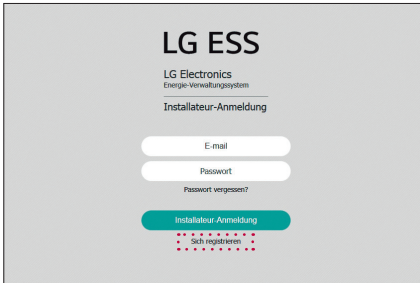 LG ESS
LG Electronics
Energie-Verwaltungssystem
Installateur-Anmeldung
E-mail
Passwort
Passwort vergessen?
Installateur-Anmeldung
Sich registrieren